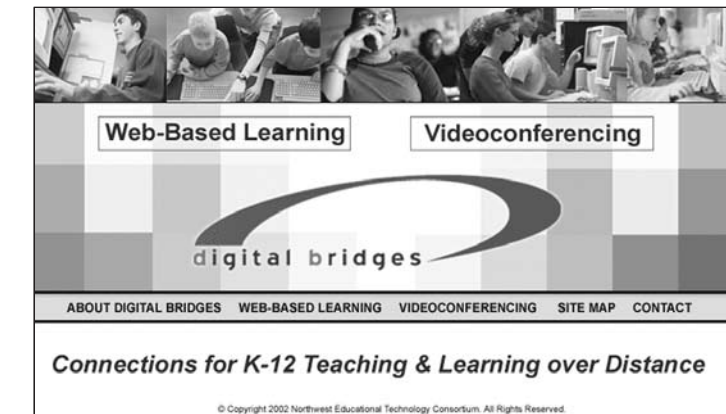 Web-Based Learning Videoconferencing
digital bridges
ABOUT DIGITAL BRIDGES WEB-BASED LEARNING VIDEOCONFERENCING SITE MAP CONTACT
Connections for K-12 Teaching & Learning over Distance
© Copyright 2002 Northwest Educational Technology Consortium. All Rights Reserved.